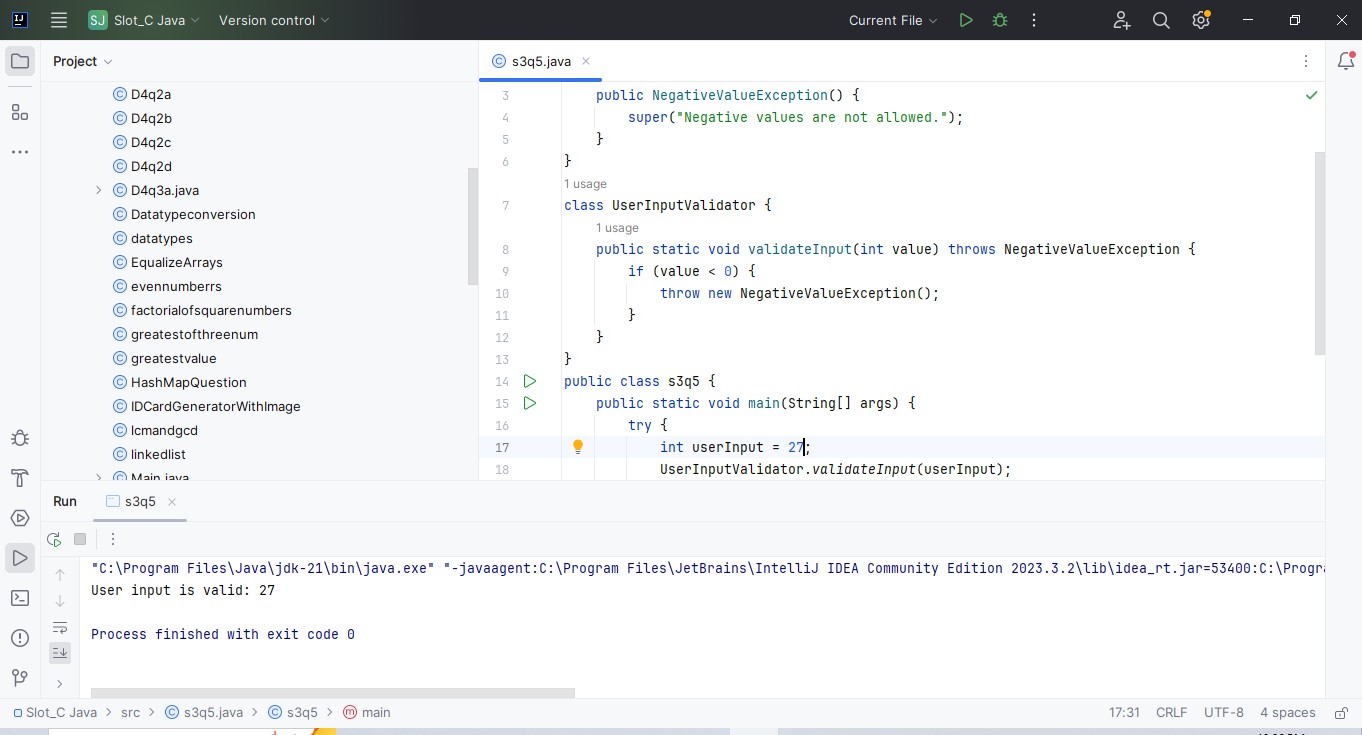 SJ Slot_C Java Version control Current File
Project
s3q5.java
D4q2a
D4q2b
D4q2c
D4q2d
D4q3a.java
Datatypeconversion
datatypes
EqualizeArrays
evennumberrs
factorialofsquarenumbers
greatestofthreenum
greatestvalue
HashMapQuestion
IDCardGeneratorWithImage
lcmandgcd
linkedlist
Main.java
3 public NegativeValueException() {
4 super("Negative values are not allowed.");
5 }
6 }
1 usage
7 class UserInputValidator {
1 usage
8 public static void validateInput(int value) throws NegativeValueException {
9 if (value < 0) {
10 throw new NegativeValueException();
11 }
12 }
13 }
14 public class s3q5 {
15 public static void main(String[] args) {
16 try {
17 int userInput = 27;
18 UserInputValidator.validateInput(userInput);
Run s3q5
"C:\Program Files\Java\jdk-21\bin\java.exe" "-javaagent:C:\Program Files\JetBrains\IntelliJ IDEA Community Edition 2023.3.2\lib\idea_rt.jar=53400:C:\Progra
User input is valid: 27
Process finished with exit code 0
Slot_C Java > src > s3q5.java > s3q5 > main 17:31 CRLF UTF-8 4 spaces